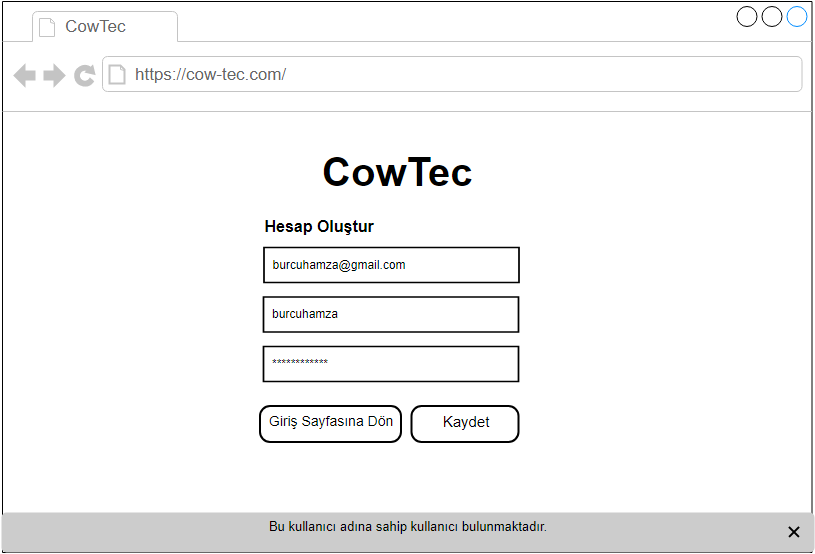 CowTec
https://cow-tec.com/
CowTec
Hesap Oluştur
burcuhamza@gmail.com
burcuhamza
************
Giriş Sayfasına Dön
Kaydet
Bu kullanıcı adına sahip kullanıcı bulunmaktadır.